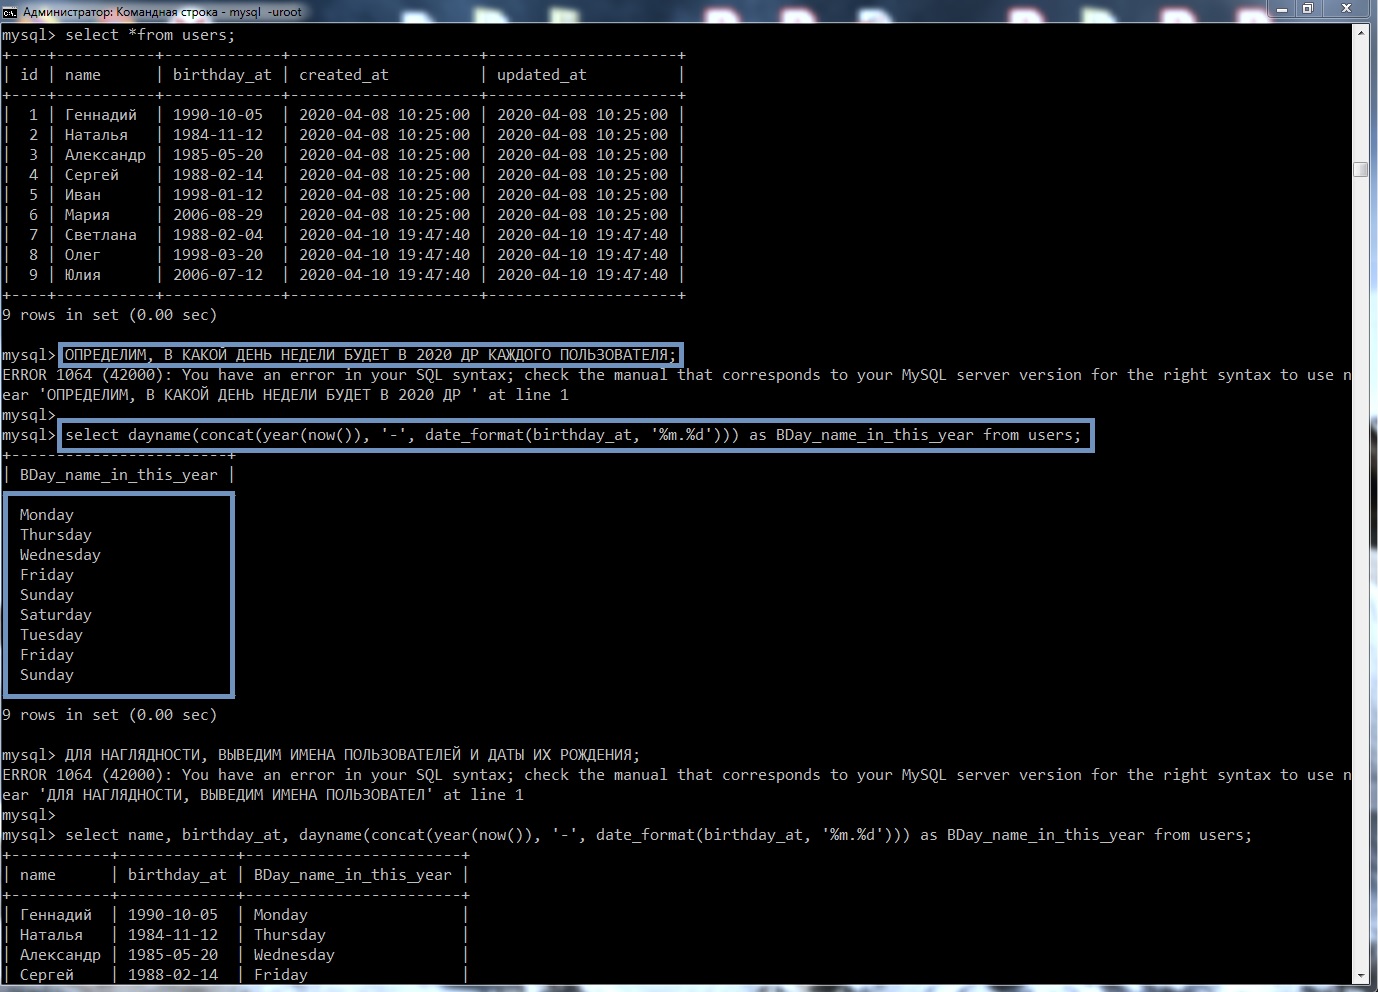 Администратор: Командная строка - mysql  -uroot
mysql> select *from users;
+----+-----------+-------------+---------------------+---------------------+
| id | name      | birthday_at | created_at          | updated_at          |
+----+-----------+-------------+---------------------+---------------------+
|  1 | Геннадий  | 1990-10-05  | 2020-04-08 10:25:00 | 2020-04-08 10:25:00 |
|  2 | Наталья   | 1984-11-12  | 2020-04-08 10:25:00 | 2020-04-08 10:25:00 |
|  3 | Александр | 1985-05-20  | 2020-04-08 10:25:00 | 2020-04-08 10:25:00 |
|  4 | Сергей    | 1988-02-14  | 2020-04-08 10:25:00 | 2020-04-08 10:25:00 |
|  5 | Иван      | 1998-01-12  | 2020-04-08 10:25:00 | 2020-04-08 10:25:00 |
|  6 | Мария     | 2006-08-29  | 2020-04-08 10:25:00 | 2020-04-08 10:25:00 |
|  7 | Светлана  | 1988-02-04  | 2020-04-10 19:47:40 | 2020-04-10 19:47:40 |
|  8 | Олег      | 1998-03-20  | 2020-04-10 19:47:40 | 2020-04-10 19:47:40 |
|  9 | Юлия      | 2006-07-12  | 2020-04-10 19:47:40 | 2020-04-10 19:47:40 |
+----+-----------+-------------+---------------------+---------------------+
9 rows in set (0.00 sec)
mysql> ОПРЕДЕЛИМ, В КАКОЙ ДЕНЬ НЕДЕЛИ БУДЕТ В 2020 ДР КАЖДОГО ПОЛЬЗОВАТЕЛЯ;
ERROR 1064 (42000): You have an error in your SQL syntax; check the manual that corresponds to your MySQL server version for the right syntax to use n
ear 'ОПРЕДЕЛИМ, В КАКОЙ ДЕНЬ НЕДЕЛИ БУДЕТ В 2020 ДР ' at line 1
mysql>
mysql> select dayname(concat(year(now()), '-', date_format(birthday_at, '%m.%d'))) as BDay_name_in_this_year from users;
+------------------------+
| BDay_name_in_this_year |
Monday
Thursday
Wednesday
Friday
Sunday
Saturday
Tuesday
Friday
Sunday
9 rows in set (0.00 sec)
mysql> ДЛЯ НАГЛЯДНОСТИ, ВЫВЕДИМ ИМЕНА ПОЛЬЗОВАТЕЛЕЙ И ДАТЫ ИХ РОЖДЕНИЯ;
ERROR 1064 (42000): You have an error in your SQL syntax; check the manual that corresponds to your MySQL server version for the right syntax to use n
ear 'ДЛЯ НАГЛЯДНОСТИ, ВЫВЕДИМ ИМЕНА ПОЛЬЗОВАТЕЛ' at line 1
mysql>
mysql> select name, birthday_at, dayname(concat(year(now()), '-', date_format(birthday_at, '%m.%d'))) as BDay_name_in_this_year from users;
+-----------+-------------+------------------------+
| name      | birthday_at | BDay_name_in_this_year |
+-----------+-------------+------------------------+
| Геннадий  | 1990-10-05  | Monday                 |
| Наталья   | 1984-11-12  | Thursday               |
| Александр | 1985-05-20  | Wednesday              |
| Сергей    | 1988-02-14  | Friday                 |